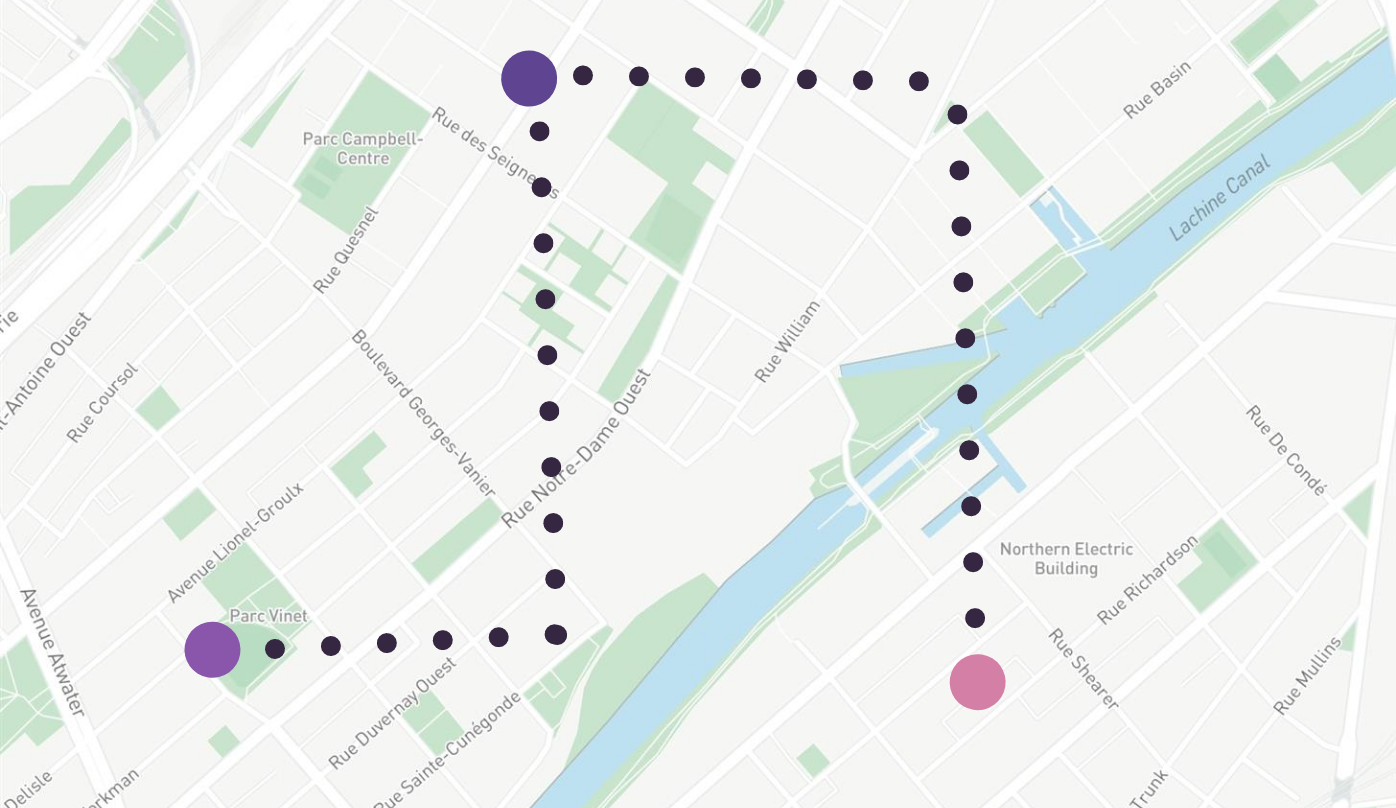 Rue Basin
Rue des Seigneurs
Parc Campbell-
Centre
Lachine Canal
Rue Quesnel
rie
t-Antoine Ouest
Rue William
Rue Coursol
Boulevard Georges-Vanier
Rue Notre-Dame Ouest
Rue De Condé
Avenue Lionel-Groulx
Northern Electric
Building
Rue Richardson
Avenue Atwater
Parc Vinet
Rue Shearer
Rue Mullins
Rue Duvernay Ouest
Rue Sainte-Cunégonde
Delisle
orkman
Trunk